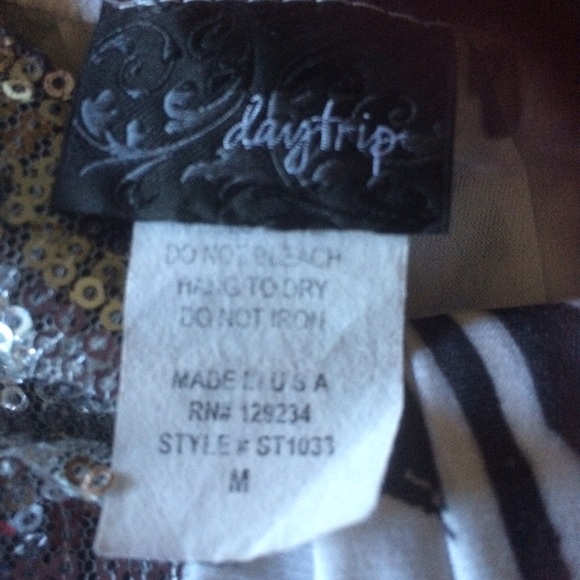 daytrip
DO NOT BLEACH
HANG TO DRY
DO NOT IRON
MADE IN U S A
RN# 129234
STYLE # ST1033
M